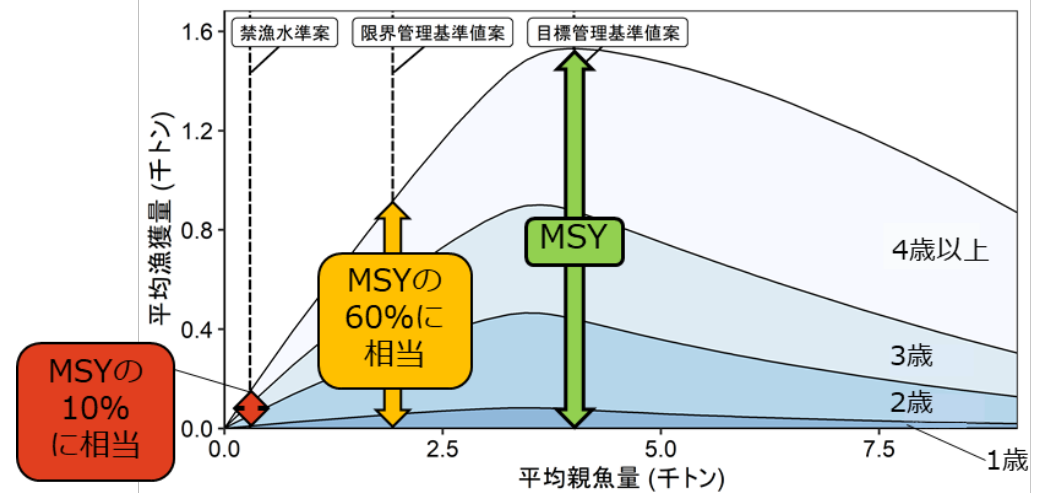 禁漁水準案
限界管理基準値案
目標管理基準値案
平均漁獲量 (千トン)
1.6
1.2
0.8
0.4
0.0
MSYの
10%
に相当
MSYの
60%に
相当
MSY
4歳以上
3歳
2歳
1歳
0.0
2.5
5.0
7.5
平均親魚量 (千トン)